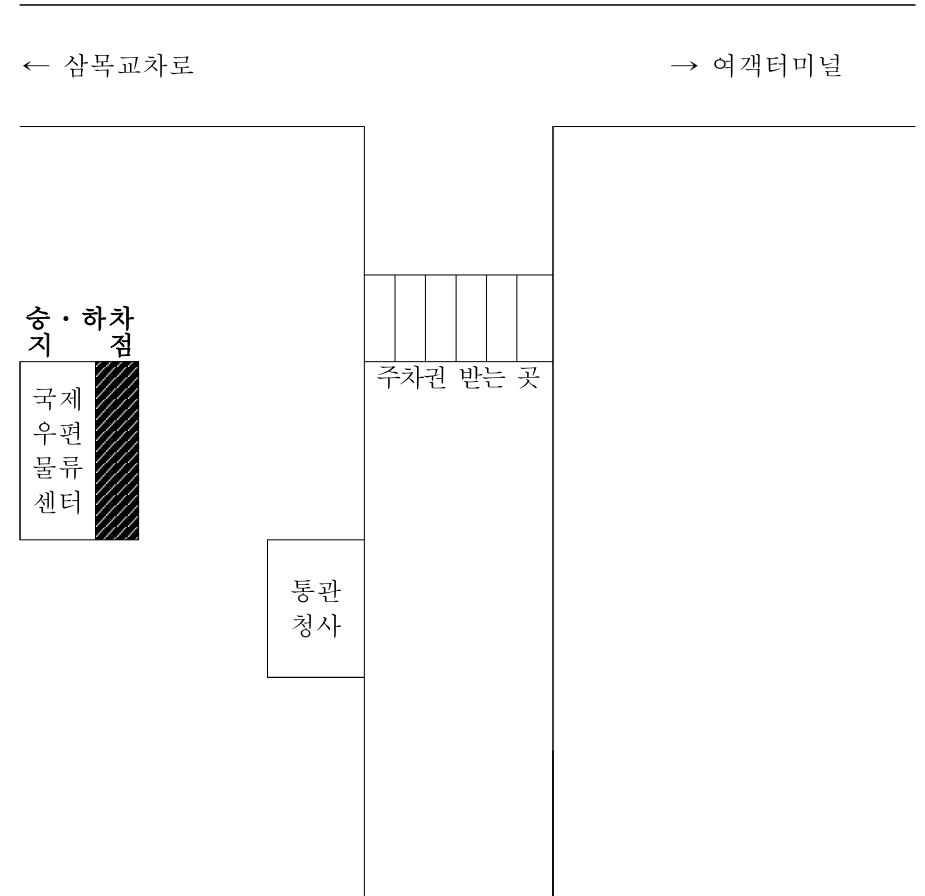 ← 삼목교차로
→ 여객터미널
승·하차
지 점
국제
우편
물류
센터
주차권 받는 곳
통관
청사